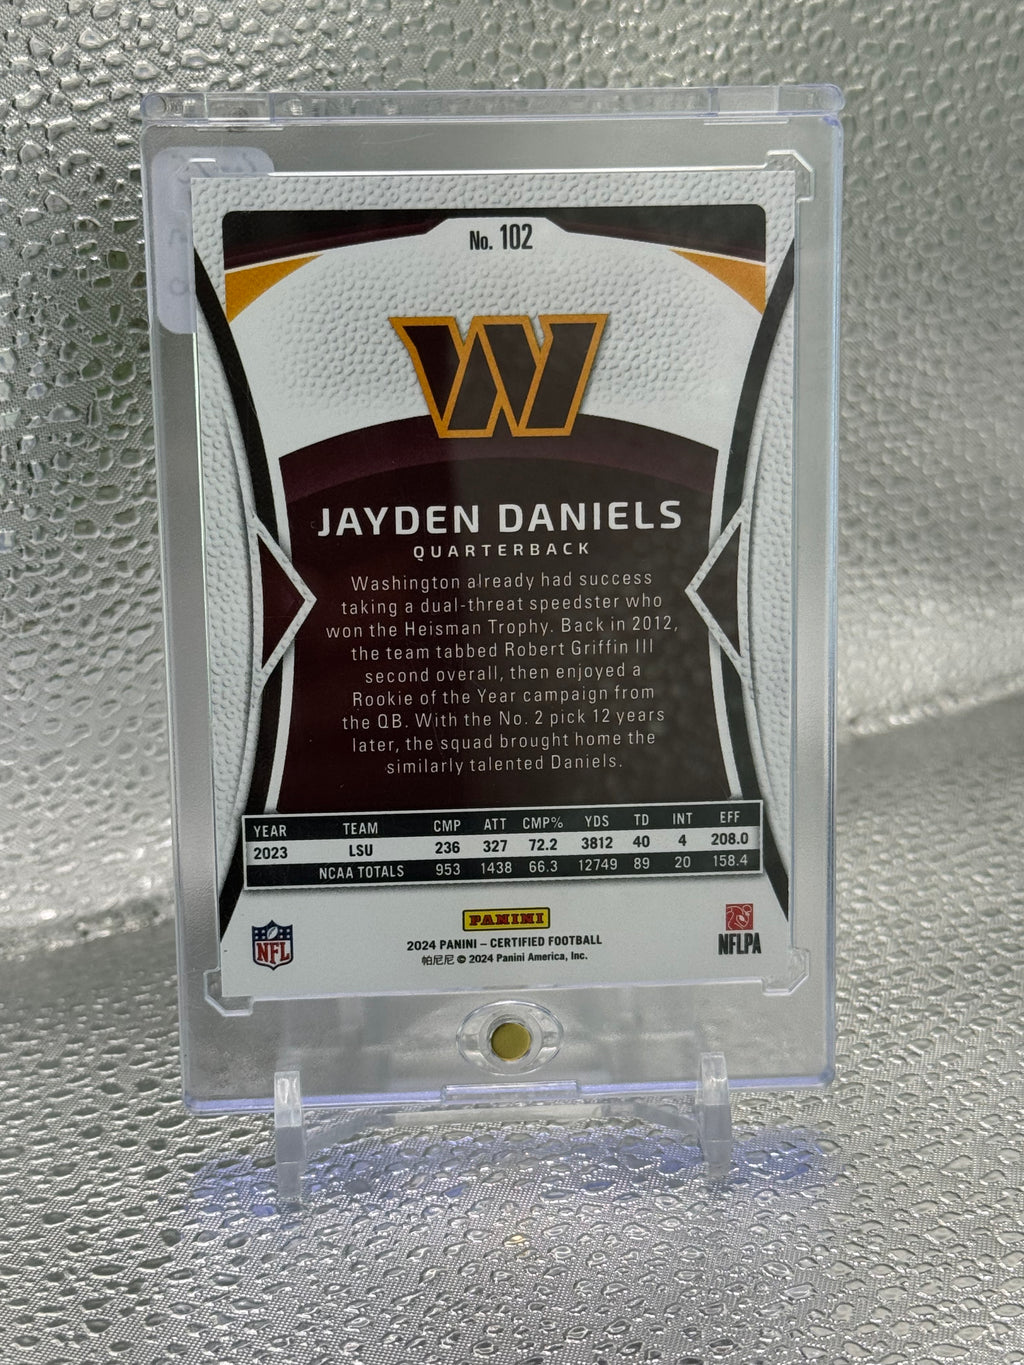 No. 102
JAYDEN DANIELS
QUARTERBACK
Washington already had success
taking a dual-threat speedster who
won the Heisman Trophy. Back in 2012,
the team tabbed Robert Griffin III
second overall, then enjoyed a
Rookie of the Year campaign from
the QB. With the No. 2 pick 12 years
later, the squad brought home the
similarly talented Daniels.
YEAR TEAM CMP ATT CMP% YDS TD INT EFF
2023 LSU 236 327 72.2 3812 40 4 208.0
NCAA TOTALS 953 1438 66.3 12749 89 20 158.4
NFL
PANINI
NFLPA
2024 PANINI – CERTIFIED FOOTBALL
帕尼尼 © 2024 Panini America, Inc.